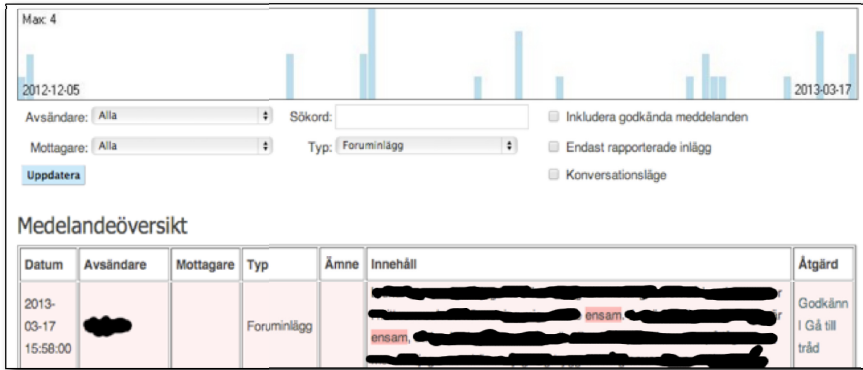 Max: 4
2012-12-05 2013-03-17
Avsändare: Alla Sökord: Inkludera godkända meddelanden
Mottagare: Alla Typ: Foruminlägg Endast rapporterade inlägg
Uppdatera Konversationsläge
Medelandeöversikt
Datum Avsändare Mottagare Typ Ämne Innehåll Åtgärd
2013-
03-17
15:58:00
Foruminlägg
ensam.
ensam,
Godkänn
I Gå till
tråd